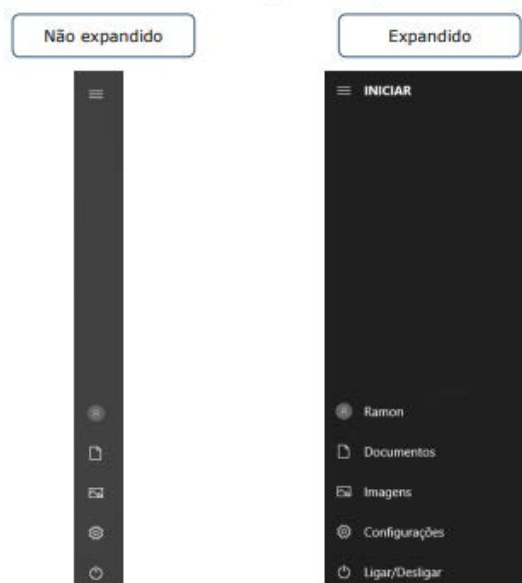 Não expandido
Expandido
INICIAR
Ramon
Documentos
Imagens
Configurações
Ligar/Desligar